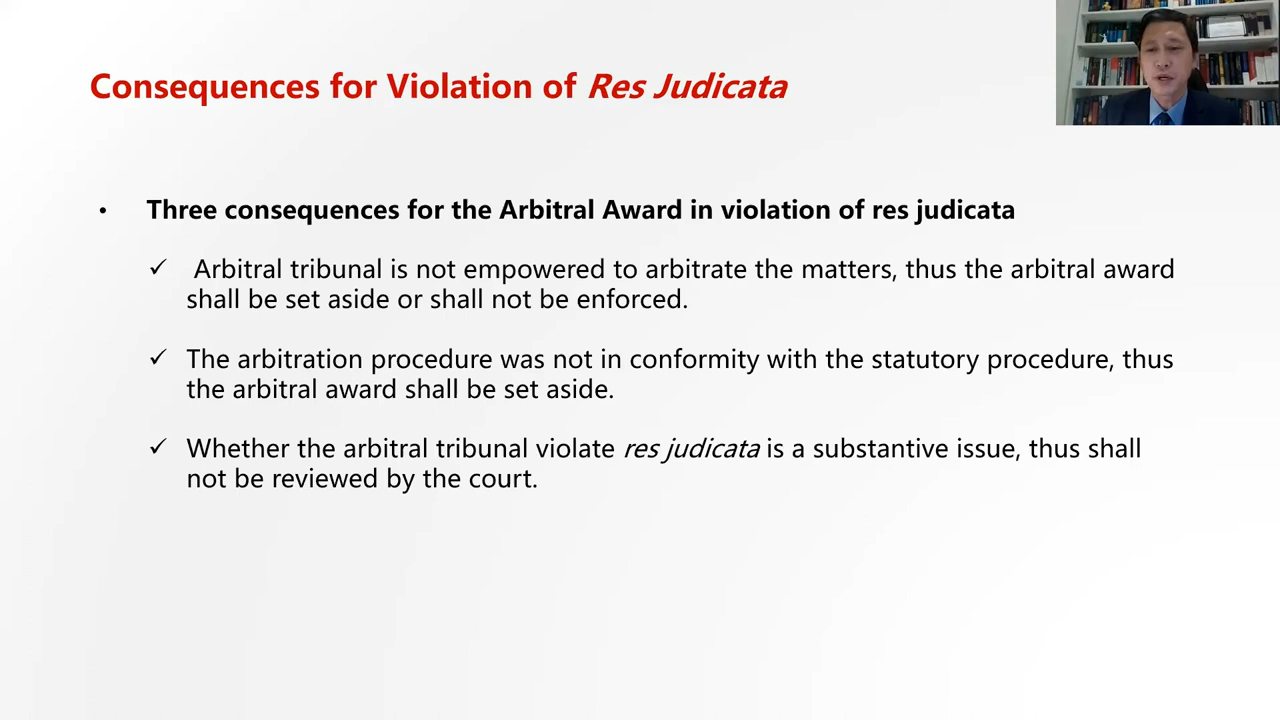 Consequences for Violation of Res Judicata
• Three consequences for the Arbitral Award in violation of res judicata
✓ Arbitral tribunal is not empowered to arbitrate the matters, thus the arbitral award
shall be set aside or shall not be enforced.
✓ The arbitration procedure was not in conformity with the statutory procedure, thus
the arbitral award shall be set aside.
✓ Whether the arbitral tribunal violate res judicata is a substantive issue, thus shall
not be reviewed by the court.